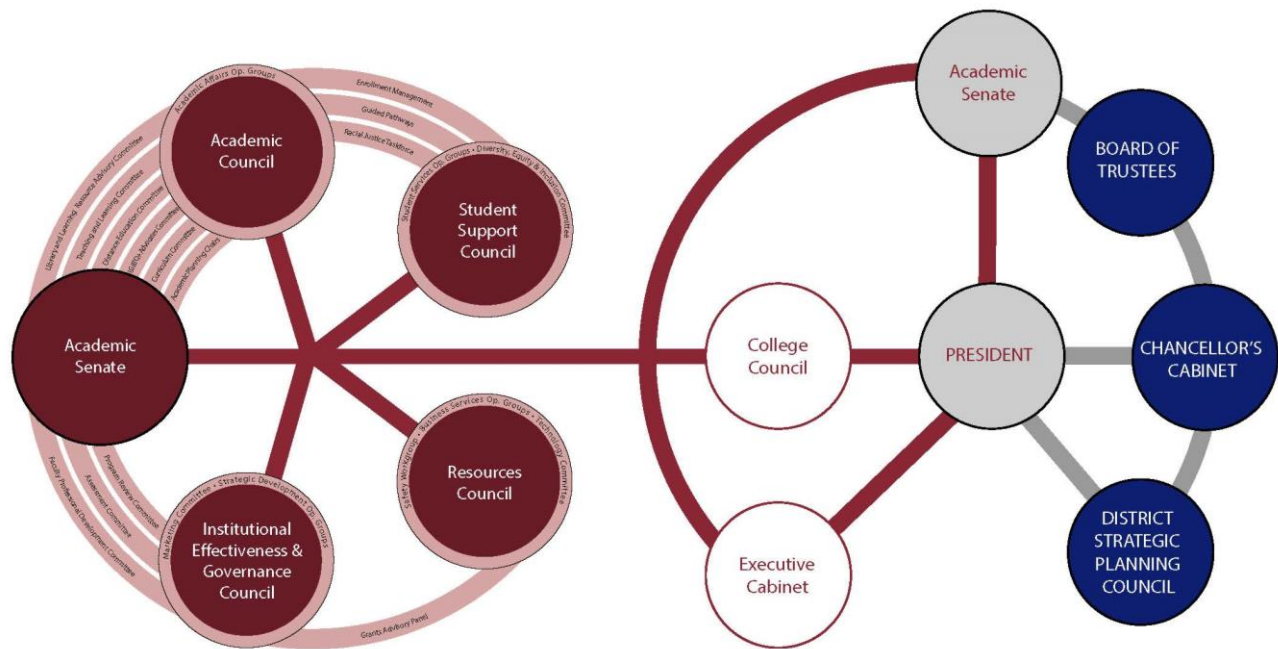 Academic Affairs Op. Groups
Academic
Council
Enrollment Management
Guided Pathways
Racial Justice Taskforce
Student Services Op. Groups • Diversity, Equity & Inclusion Committee
Student
Support
Council
Library and Learning Resource Advisory Committee
Teaching and Learning Committee
Distance Education Committee
LGBTQ+ Advocates Committee
Curriculum Committee
Academic Planning Chairs
Academic
Senate
Program Review Committee
Assessment Committee
Faculty Professional Development Committee
Marketing Committee • Strategic Development Op. Groups
Institutional
Effectiveness &
Governance
Council
Safety Workgroup • Business Services Op. Groups • Technology Committee
Resources
Council
Grants Advisory Panel
Academic
Senate
BOARD OF
TRUSTEES
College
Council
PRESIDENT
CHANCELLOR'S
CABINET
Executive
Cabinet
DISTRICT
STRATEGIC
PLANNING
COUNCIL